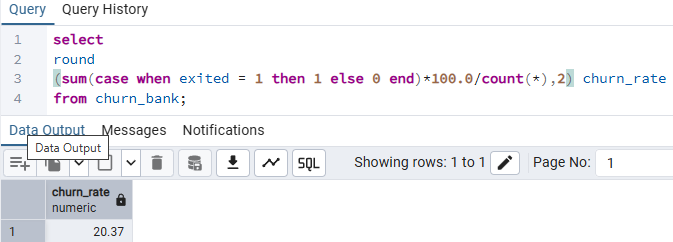 Query Query History
1 select
2 round
3 (sum(case when exited = 1 then 1 else 0 end)*100.0/count(*),2) churn_rate
4 from churn_bank;
Data Output Messages Notifications
Data Output
SQL Showing rows: 1 to 1 Page No: 1
churn_rate
numeric
1 20.37